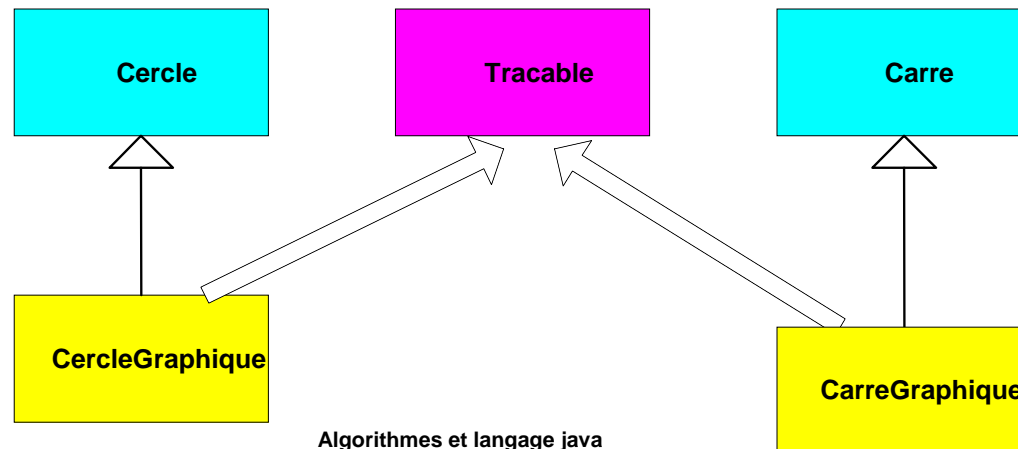 Cercle
Tracable
Carre
CercleGraphique
CarreGraphique
Algorithmes et langage java